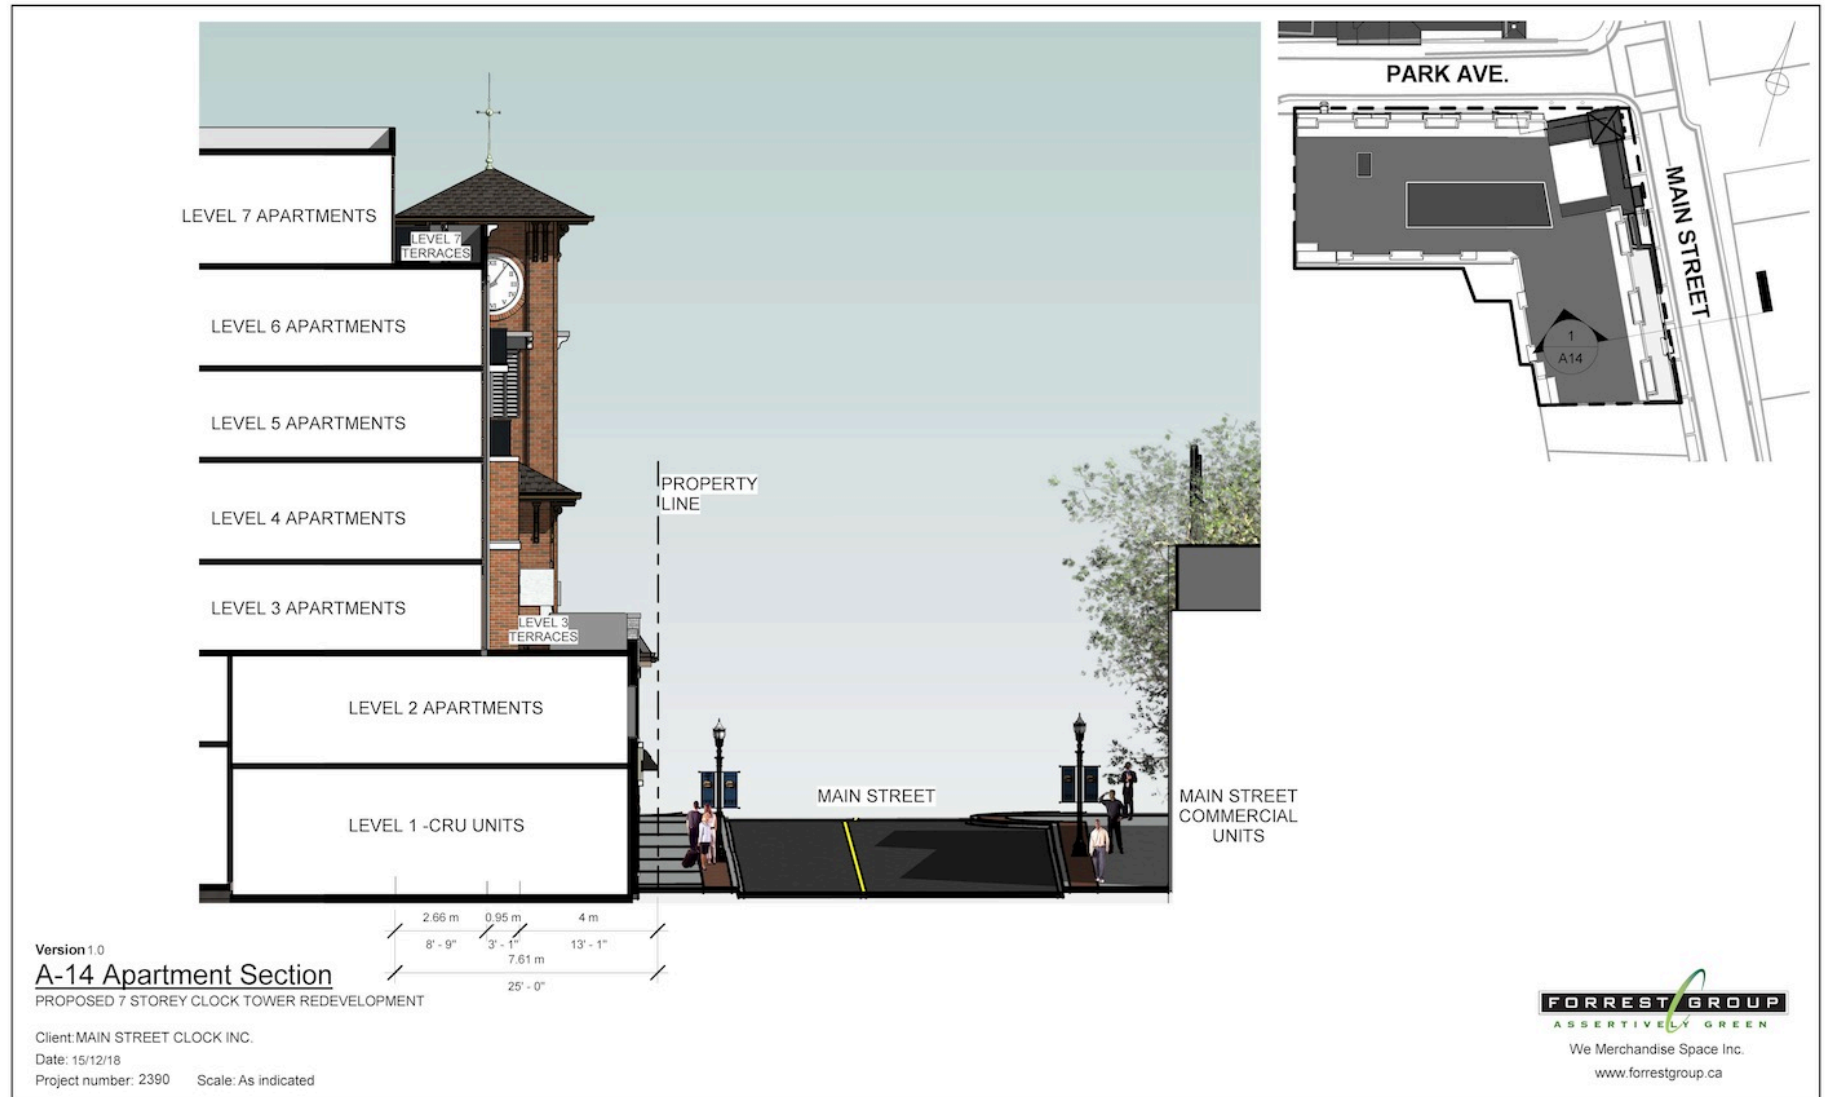 PARK AVE.
MAIN STREET
1
A14
LEVEL 7 APARTMENTS
LEVEL 7
TERRACES
LEVEL 6 APARTMENTS
LEVEL 5 APARTMENTS
LEVEL 4 APARTMENTS
LEVEL 3 APARTMENTS
LEVEL 3
TERRACES
PROPERTY
LINE
LEVEL 2 APARTMENTS
LEVEL 1 -CRU UNITS
MAIN STREET
MAIN STREET
COMMERCIAL
UNITS
2.66 m 0.95 m 4 m
8' - 9" 3' - 1" 13' - 1"
7.61 m
25' - 0"
Version 1.0
A-14 Apartment Section
PROPOSED 7 STOREY CLOCK TOWER REDEVELOPMENT
Client: MAIN STREET CLOCK INC.
Date: 15/12/18
Project number: 2390 Scale: As indicated
FORREST GROUP
ASSERTIVELY GREEN
We Merchandise Space Inc.
www.forrestgroup.ca